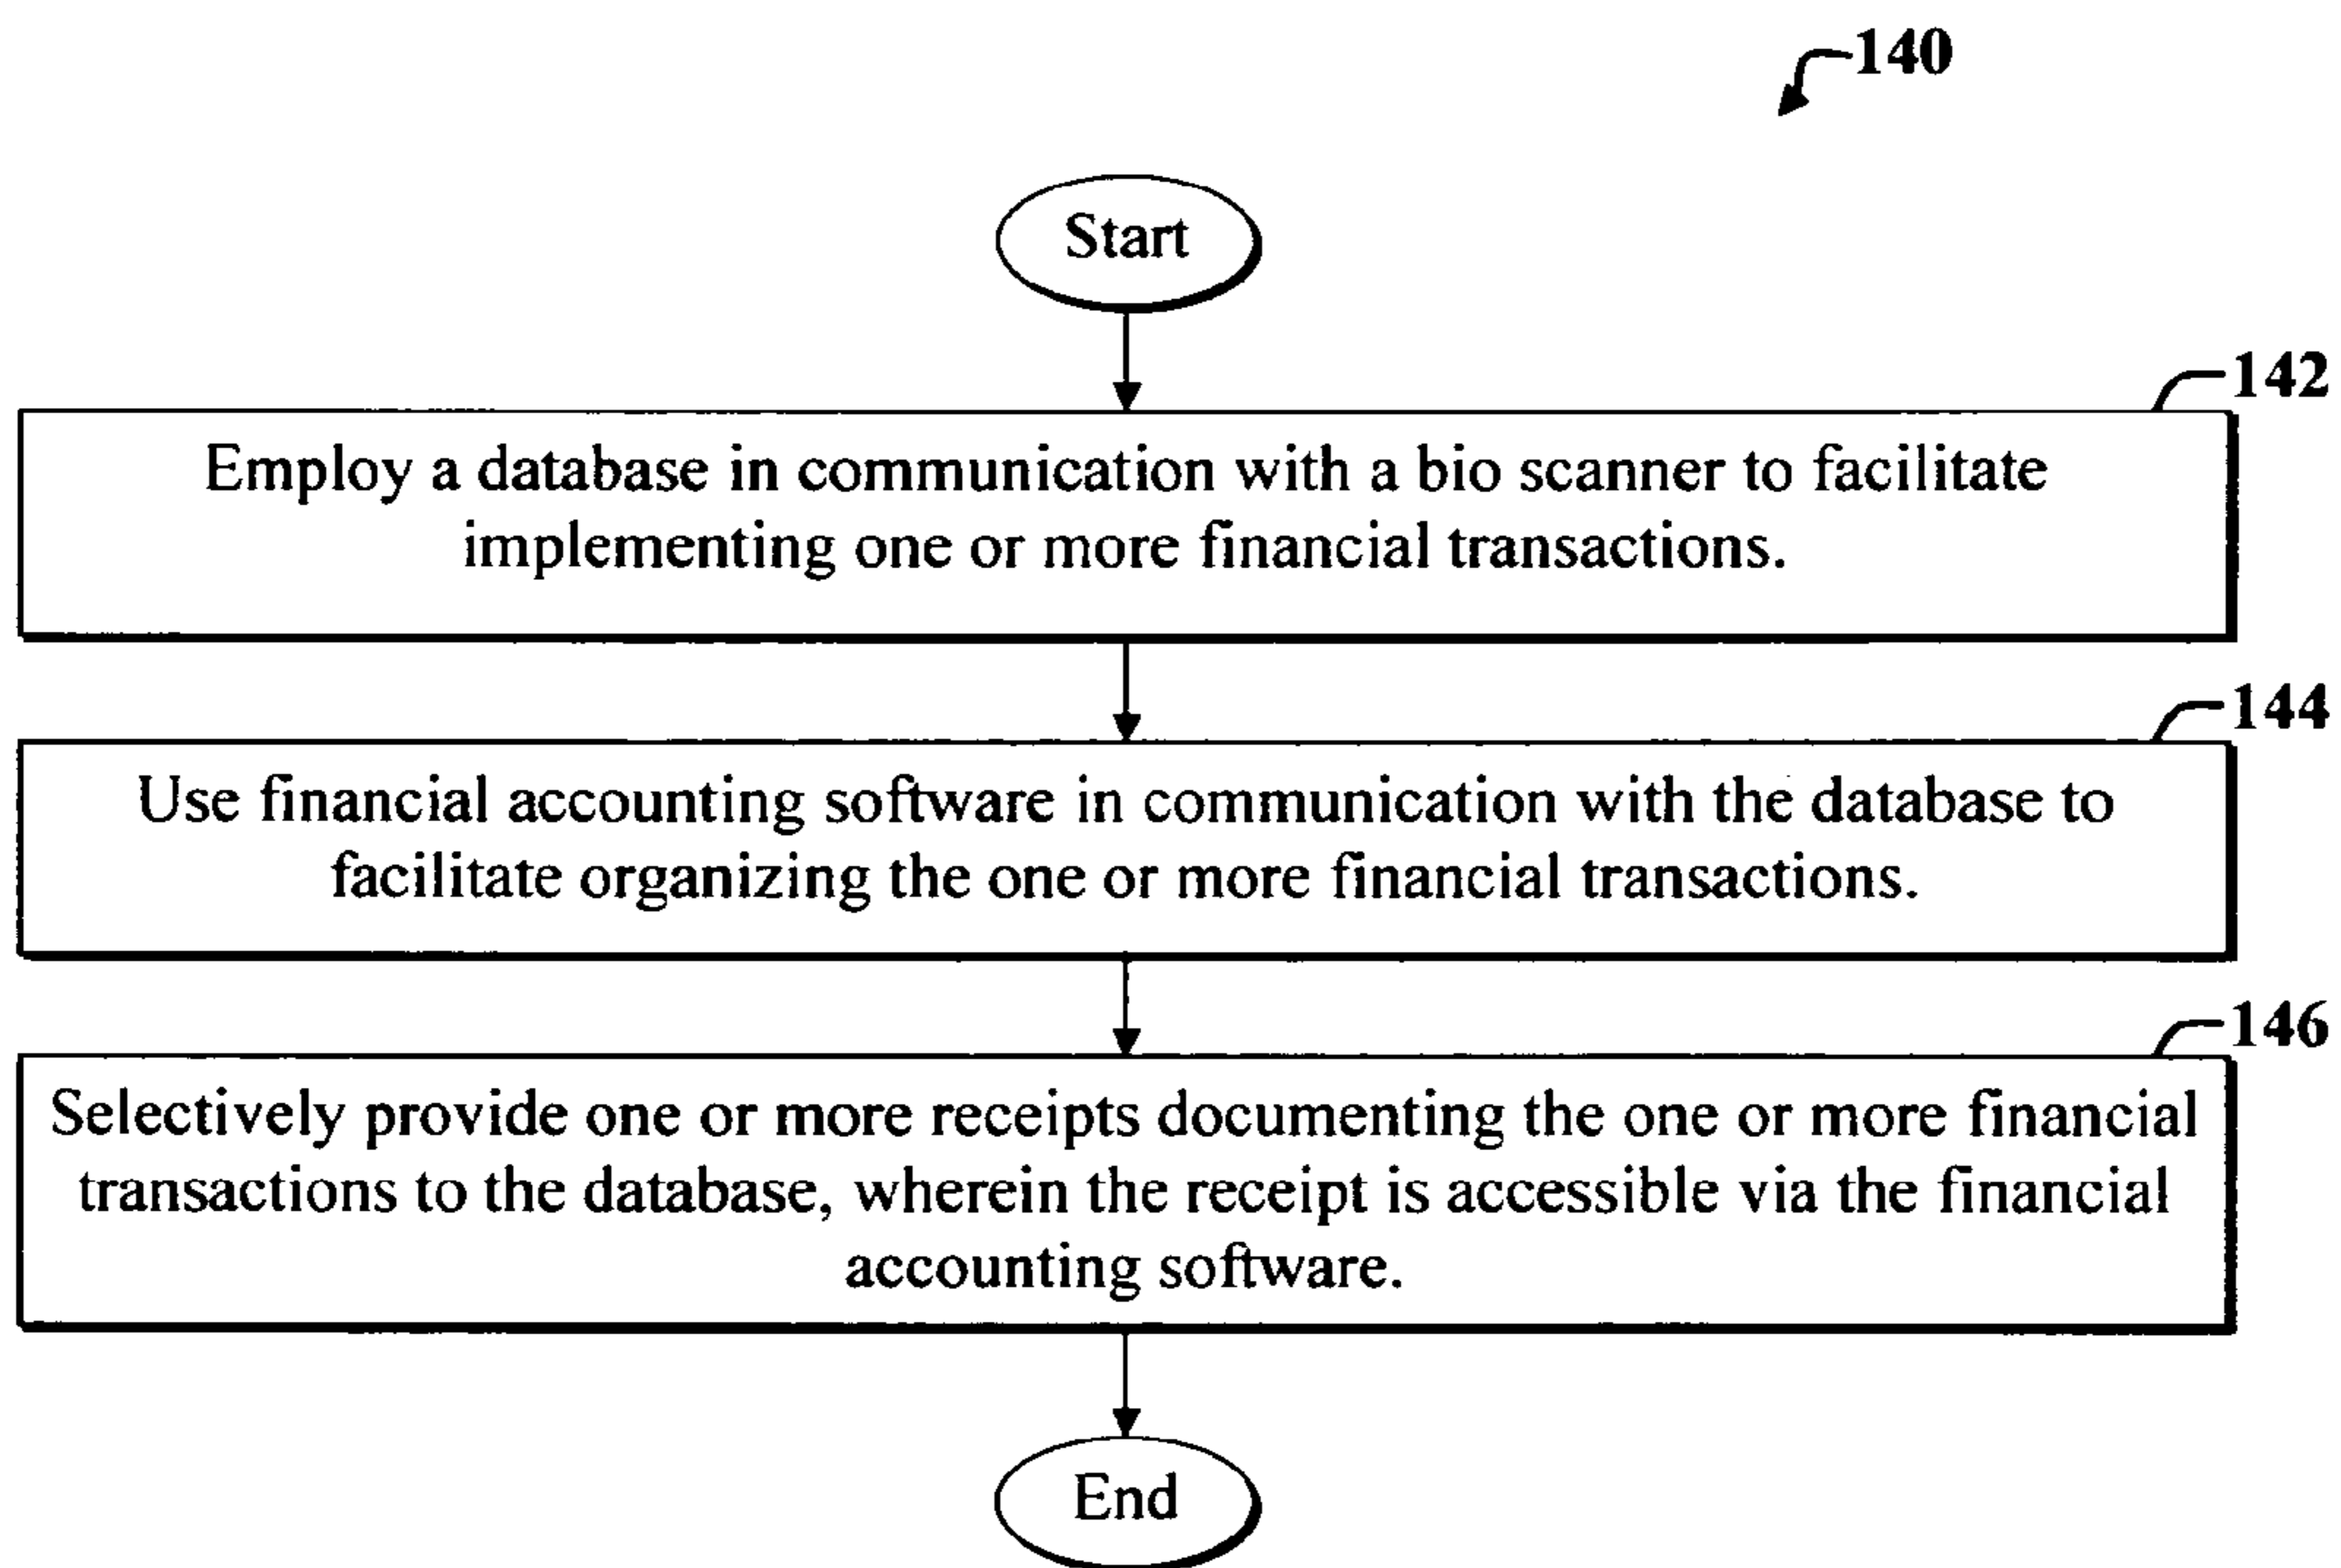 140
Start
142
Employ a database in communication with a bio scanner to facilitate
implementing one or more financial transactions.
144
Use financial accounting software in communication with the database to
facilitate organizing the one or more financial transactions.
146
Selectively provide one or more receipts documenting the one or more financial
transactions to the database, wherein the receipt is accessible via the financial
accounting software.
End